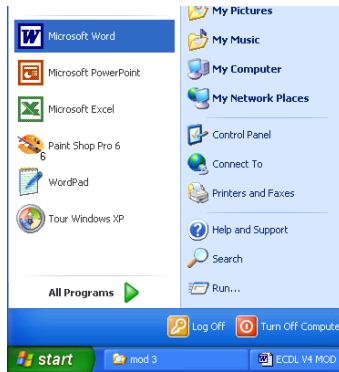 Microsoft Word
Microsoft PowerPoint
Microsoft Excel
Paint Shop Pro 6
6
WordPad
Tour Windows XP
All Programs
My Pictures
My Music
My Computer
My Network Places
Control Panel
Connect To
Printers and Faxes
Help and Support
Search
Run...
Log Off
Turn Off Compute
start
mod 3
ECDL V4 MOD